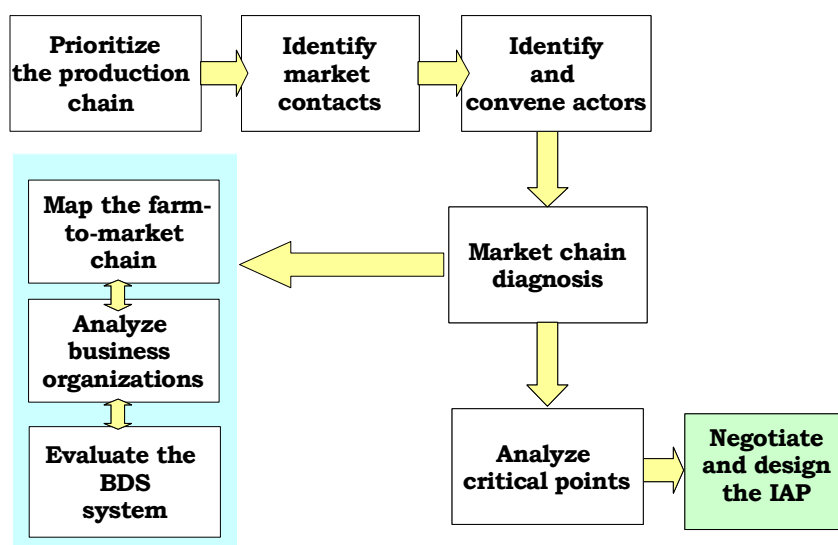 Prioritize
the production
chain
Identify
market
contacts
Identify
and
convene actors
Map the farm-
to-market
chain
Market chain
diagnosis
Analyze
business
organizations
Evaluate the
BDS
system
Analyze
critical points
Negotiate
and design
the IAP